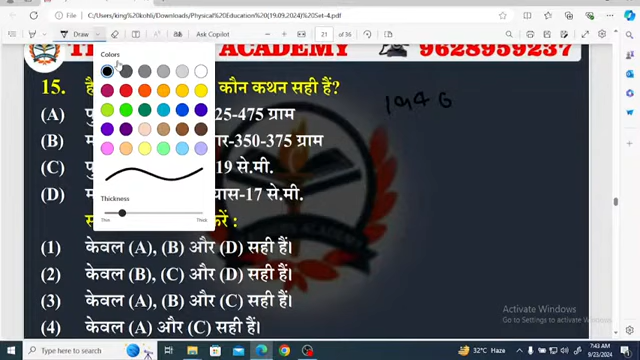 C:/Users/king%20kohli/Downloads/Physical%20Education%20(19.09.2024)%20Set-4.pdf
Draw
Ask Copilot
21 of 36
ACADEMY
9628959237
Colors
15.
कौन कथन सही हैं?
1946
(A)
25-475 ग्राम
(B)
350-375 ग्राम
(C)
19 से.मी.
(D)
व्यास-17 से.मी.
Thickness
Thin
Thick
करें :
(1) केवल (A), (B) और (D) सही हैं।
(2) केवल (B), (C) और (D) सही हैं।
(3) केवल (A), (B) और (C) सही हैं।
(4) केवल (A) और (C) सही हैं।
Activate Windows
Go to Settings to activate Windows
Type here to search
32°C Haze
7:43 AM
9/23/2024